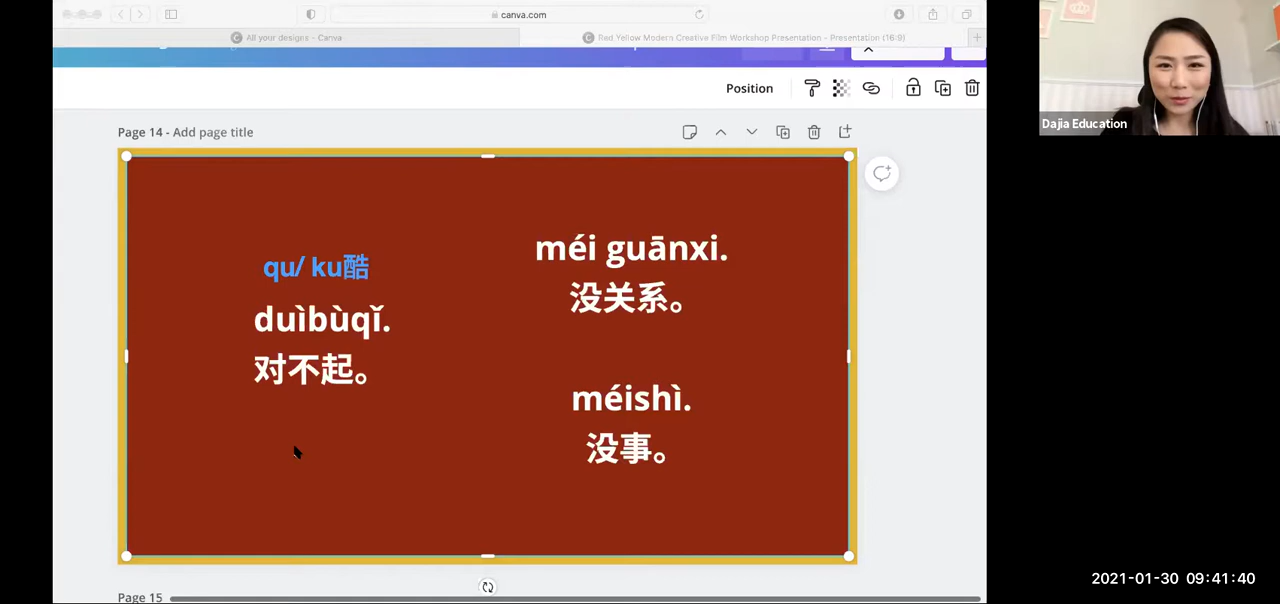 canva.com
All your designs - Canva
Red Yellow Modern Creative Film Workshop Presentation - Presentation (16:9)
Position
Page 14 - Add page title
qu/ ku酷
duìbùqǐ.
对不起。
méi guānxi.
没关系。
méishì.
没事。
Page 15
Dajia Education
2021-01-30 09:41:40